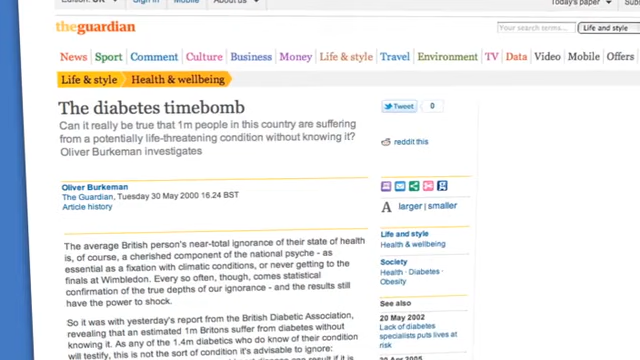 Edition: UK
Sign in
Mobile
About us
Today's paper
theguardian
Your search terms...
Life and style
News Sport Comment Culture Business Money Life & style Travel Environment TV Data Video Mobile Offers
Life & style
Health & wellbeing
The diabetes timebomb
Can it really be true that 1m people in this country are suffering
from a potentially life-threatening condition without knowing it?
Oliver Burkeman investigates
Oliver Burkeman
The Guardian, Tuesday 30 May 2000 16.24 BST
Article history
The average British person's near-total ignorance of their state of health
is, of course, a cherished component of the national psyche - as
essential as a fixation with climatic conditions, or never getting to the
finals at Wimbledon. Every so often, though, comes statistical
confirmation of the true depths of our ignorance - and the results still
have the power to shock.
So it was with yesterday's report from the British Diabetic Association,
revealing that an estimated 1m Britons suffer from diabetes without
knowing it. As any of the 1.4m diabetics who do know of their condition
will testify, this is not the sort of condition it's advisable to ignore:
Tweet
0
reddit this
A larger | smaller
Life and style
Health & wellbeing
Society
Health · Diabetes ·
Obesity
See also
20 May 2002
Lack of diabetes
specialists puts lives at
risk